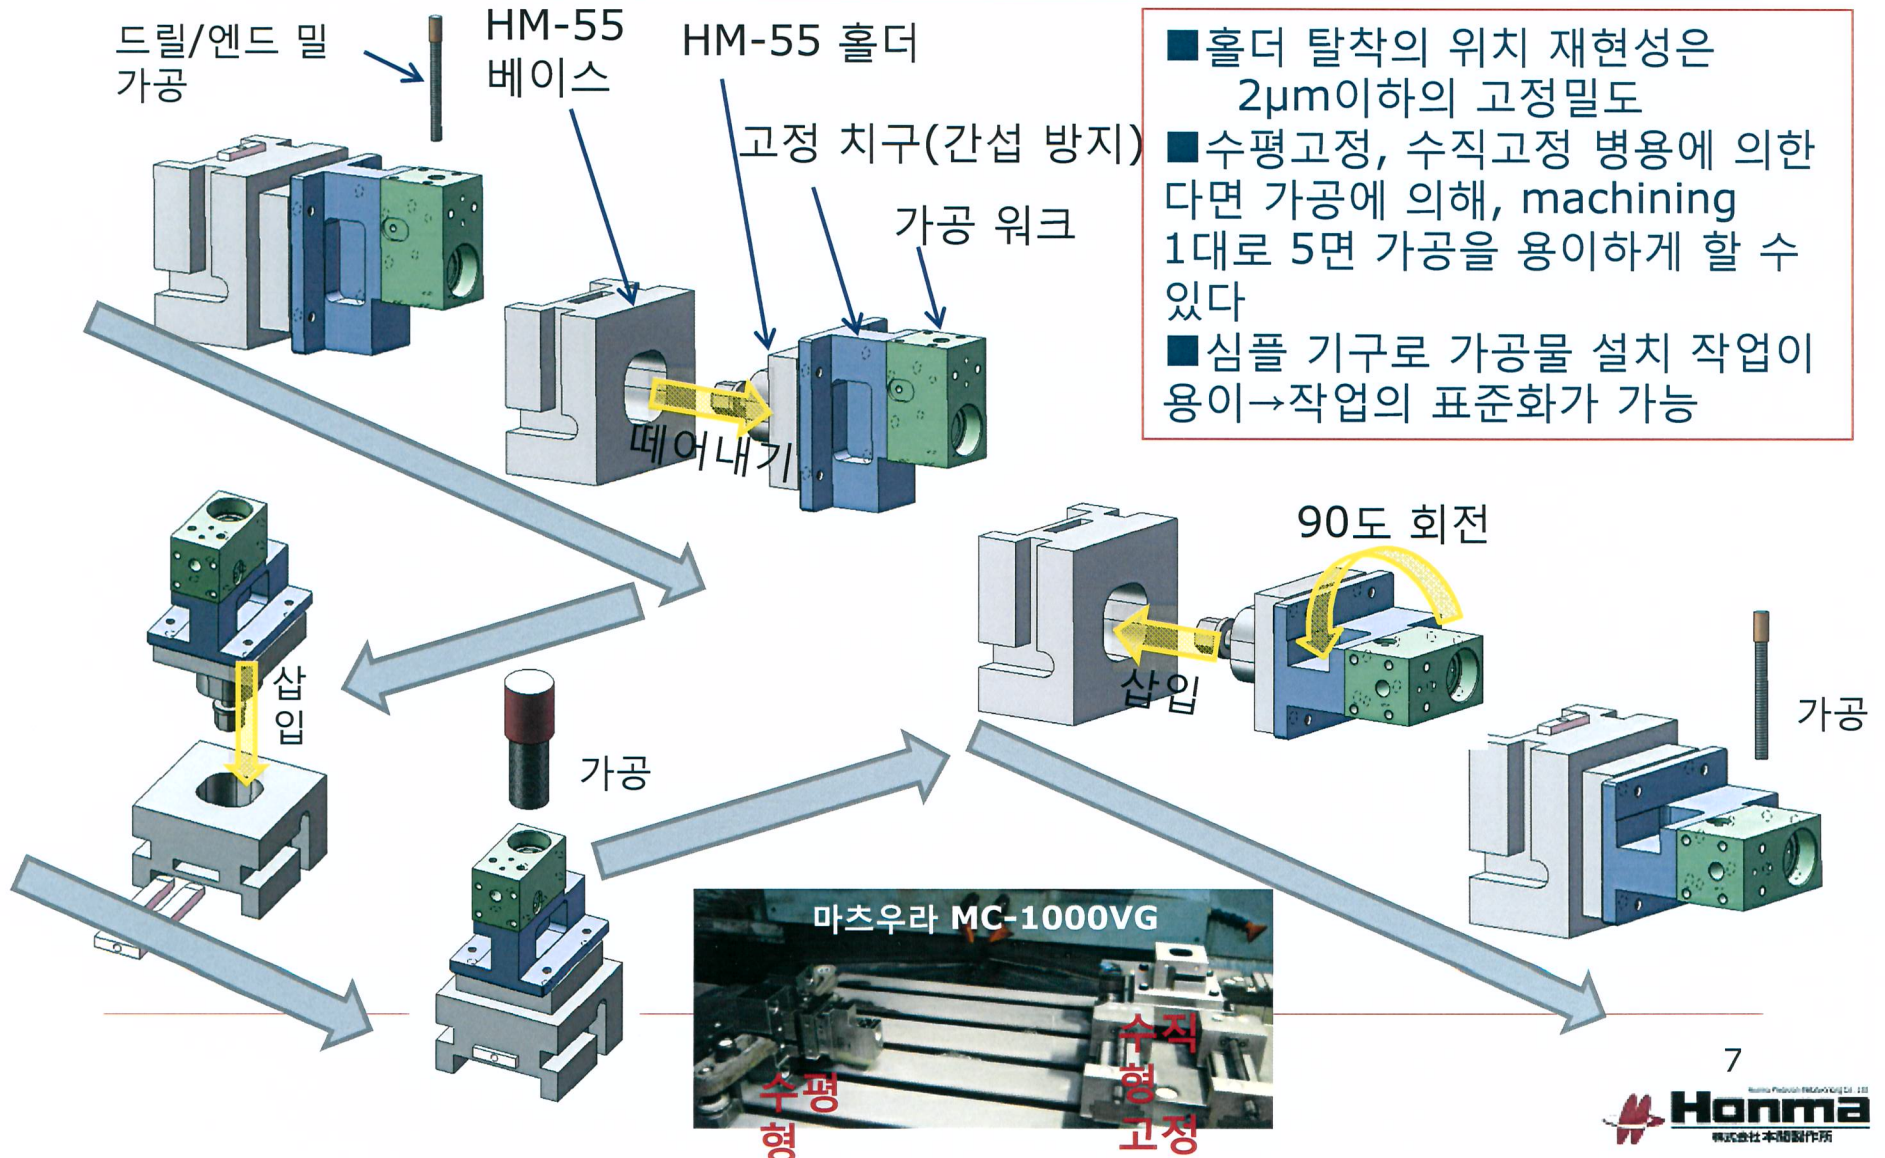 드릴/엔드 밀
가공
HM-55
베이스
HM-55 홀더
고정 치구(간섭 방지)
가공 워크
■홀더 탈착의 위치 재현성은
2μm이하의 고정밀도
■수평고정, 수직고정 병용에 의한
다면 가공에 의해, machining
1대로 5면 가공을 용이하게 할 수
있다
■심플 기구로 가공물 설치 작업이
용이→작업의 표준화가 가능
떼어내기
삽
입
가공
90도 회전
삽입
가공
마츠우라 MC-1000VG
수평
형
수직
형
고정
7
Honma
株式会社本間製作所